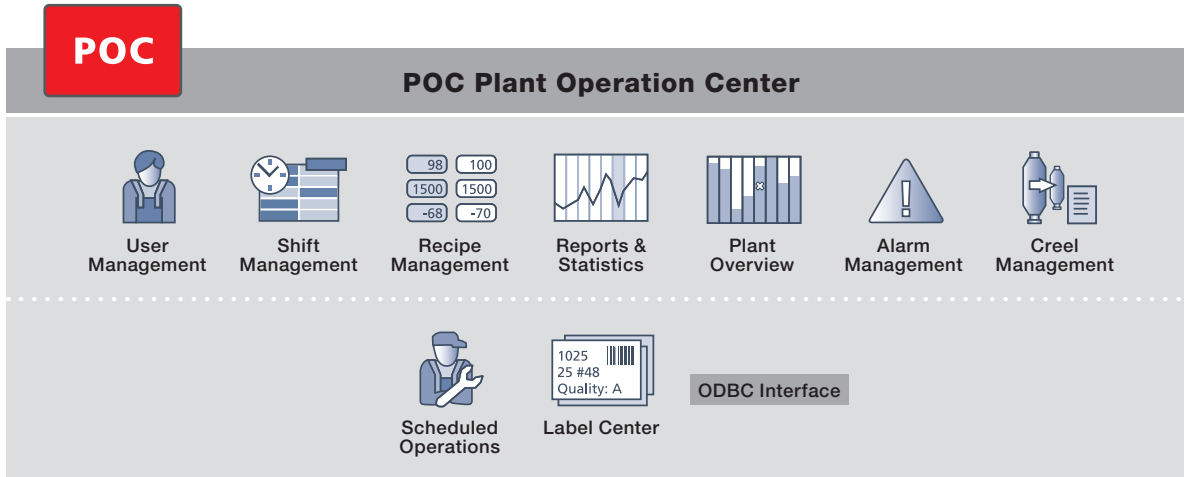 POC
POC Plant Operation Center
98 100
1500 1500
-68 -70
User
Management
Shift
Management
Recipe
Management
Reports &
Statistics
Plant
Overview
Alarm
Management
Creel
Management
1025
25 #48
Quality: A
Scheduled
Operations
Label Center
ODBC Interface